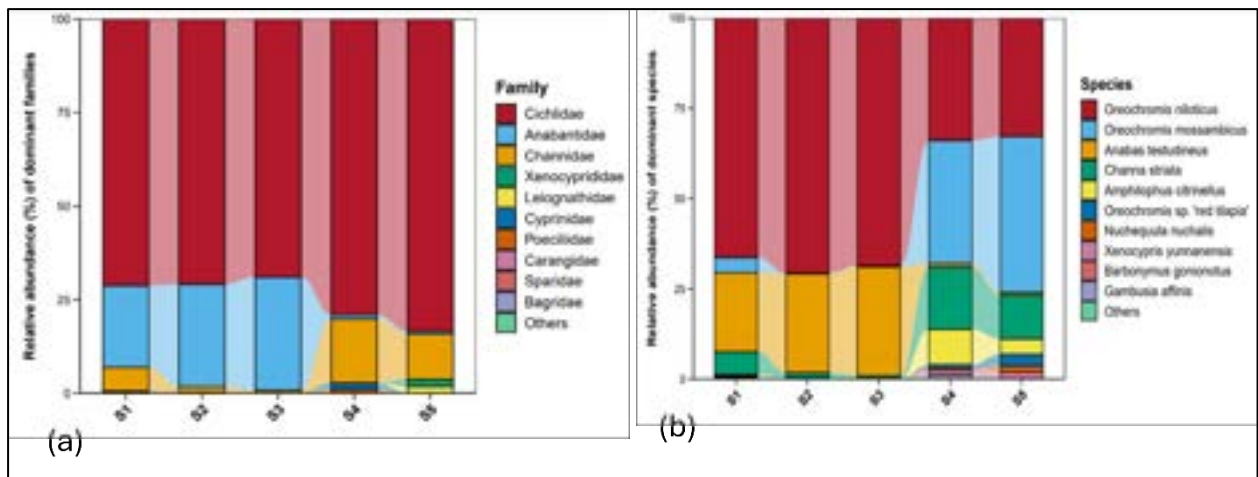 Relative abundance (%) of dominant families
100
75
50
25
0
S1 S2 S3 S4 S5
Family
Cichlidae
Anabantidae
Channidae
Xenocyprididae
Leiognathidae
Cyprinidae
Poeciliidae
Carangidae
Sparidae
Bagridae
Others
(a)
Relative abundance (%) of dominant species
100
75
50
25
0
S1 S2 S3 S4 S5
Species
Oreochromis niloticus
Oreochromis mossambicus
Anabas testudineus
Channa striata
Amphilophus citrinellus
Oreochromis sp. 'red tilapia'
Nuchequula nuchalis
Xenocypris yunnanensis
Barbonymus gonionotus
Gambusia affinis
Others
(b)